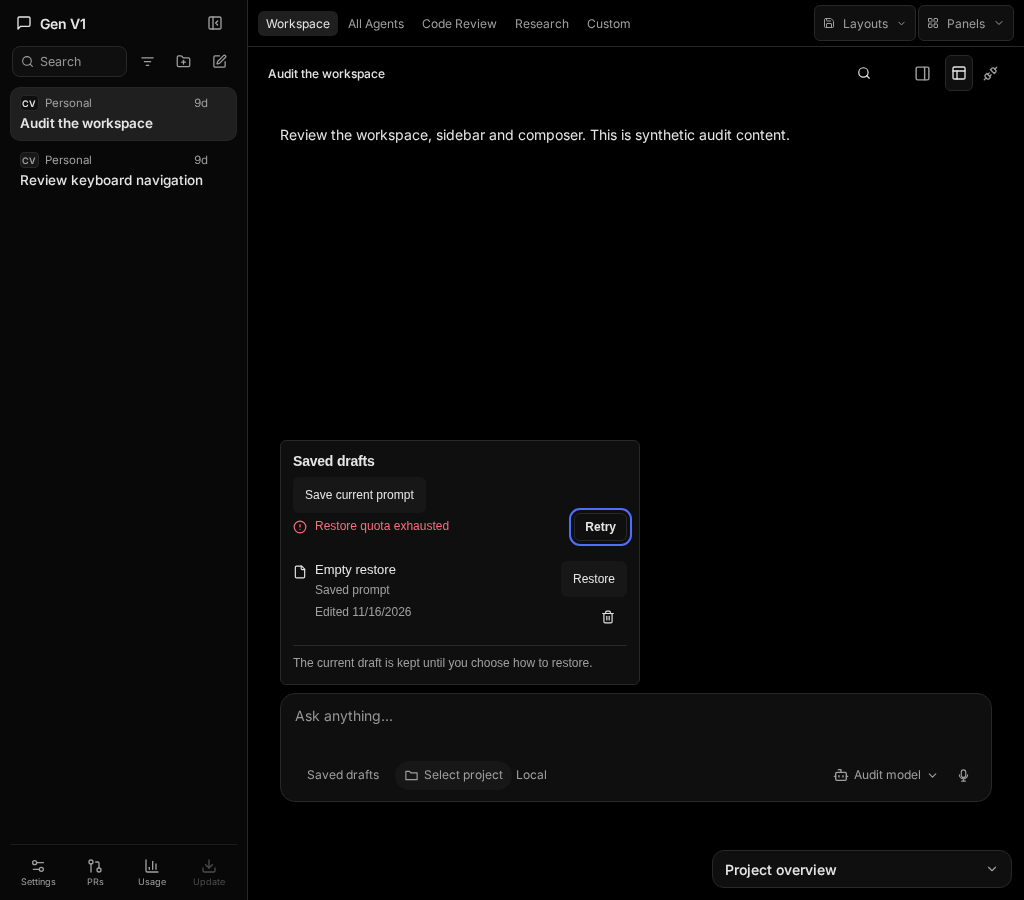 Gen V1
Search
CV Personal 9d
Audit the workspace
CV Personal 9d
Review keyboard navigation
Settings
PRs
Usage
Update
Workspace
All Agents
Code Review
Research
Custom
Layouts
Panels
Audit the workspace
Review the workspace, sidebar and composer. This is synthetic audit content.
Saved drafts
Save current prompt
Restore quota exhausted
Retry
Empty restore
Restore
Saved prompt
Edited 11/16/2026
The current draft is kept until you choose how to restore.
Ask anything...
Saved drafts
Select project
Local
Audit model
Project overview